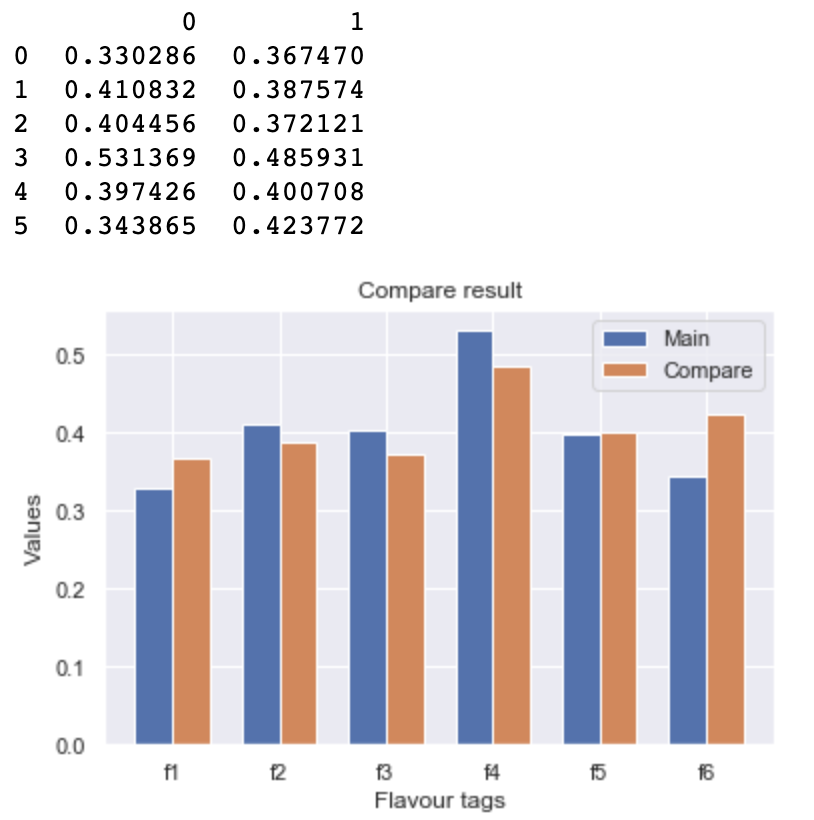 0 1
0 0.330286 0.367470
1 0.410832 0.387574
2 0.404456 0.372121
3 0.531369 0.485931
4 0.397426 0.400708
5 0.343865 0.423772
Compare result
Main
Compare
0.5
0.4
0.3
0.2
0.1
0.0
Values
f1 f2 f3 f4 f5 f6
Flavour tags